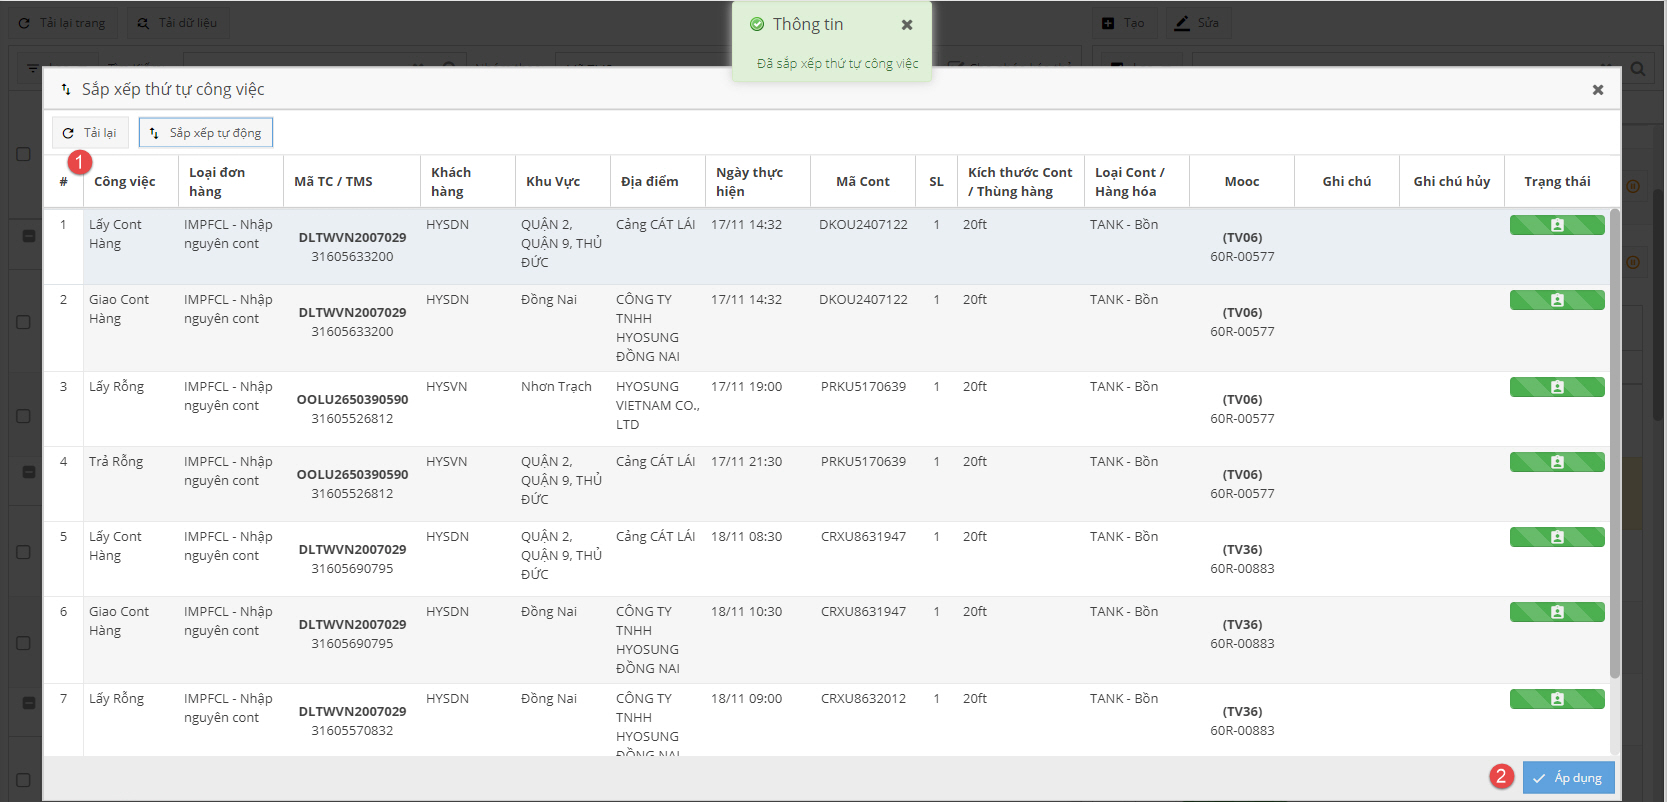 Tải lại trang
Tải dữ liệu
Tạo
Sửa
Thông tin
Đã sắp xếp thứ tự công việc
Sắp xếp thứ tự công việc
Tải lại
Sắp xếp tự động
1
#
Công việc
Loại đơn hàng
Mã TC / TMS
Khách hàng
Khu Vực
Địa điểm
Ngày thực hiện
Mã Cont
SL
Kích thước Cont / Thùng hàng
Loại Cont / Hàng hóa
Mooc
Ghi chú
Ghi chú hủy
Trạng thái
1 Lấy Cont IMPFCL - Nhập DLTWVN2007029 HYSDN QUẬN 2, Cảng CÁT LÁI 17/11 14:32 DKOU2407122 1 20ft TANK - Bồn (TV06)
Hàng nguyên cont 31605633200 QUẬN 9, THỦ 60R-00577
ĐỨC
2 Giao Cont IMPFCL - Nhập DLTWVN2007029 HYSDN Đồng Nai CÔNG TY 17/11 14:32 DKOU2407122 1 20ft TANK - Bồn (TV06)
Hàng nguyên cont 31605633200 TNHH 60R-00577
HYOSUNG
ĐỒNG NAI
3 Lấy Rỗng IMPFCL - Nhập OOLU2650390590 HYSVN Nhơn Trạch HYOSUNG 17/11 19:00 PRKU5170639 1 20ft TANK - Bồn (TV06)
nguyên cont 31605526812 VIETNAM CO., 60R-00577
LTD
4 Trả Rỗng IMPFCL - Nhập OOLU2650390590 HYSVN QUẬN 2, Cảng CÁT LÁI 17/11 21:30 PRKU5170639 1 20ft TANK - Bồn (TV06)
nguyên cont 31605526812 QUẬN 9, THỦ 60R-00577
ĐỨC
5 Lấy Cont IMPFCL - Nhập DLTWVN2007029 HYSDN QUẬN 2, Cảng CÁT LÁI 18/11 08:30 CRXU8631947 1 20ft TANK - Bồn (TV36)
Hàng nguyên cont 31605690795 QUẬN 9, THỦ 60R-00883
ĐỨC
6 Giao Cont IMPFCL - Nhập DLTWVN2007029 HYSDN Đồng Nai CÔNG TY 18/11 10:30 CRXU8631947 1 20ft TANK - Bồn (TV36)
Hàng nguyên cont 31605690795 TNHH 60R-00883
HYOSUNG
ĐỒNG NAI
7 Lấy Rỗng IMPFCL - Nhập DLTWVN2007029 HYSDN Đồng Nai CÔNG TY 18/11 09:00 CRXU8632012 1 20ft TANK - Bồn (TV36)
nguyên cont 31605570832 TNHH 60R-00883
HYOSUNG
ĐỒNG NAI
2
Áp dụng